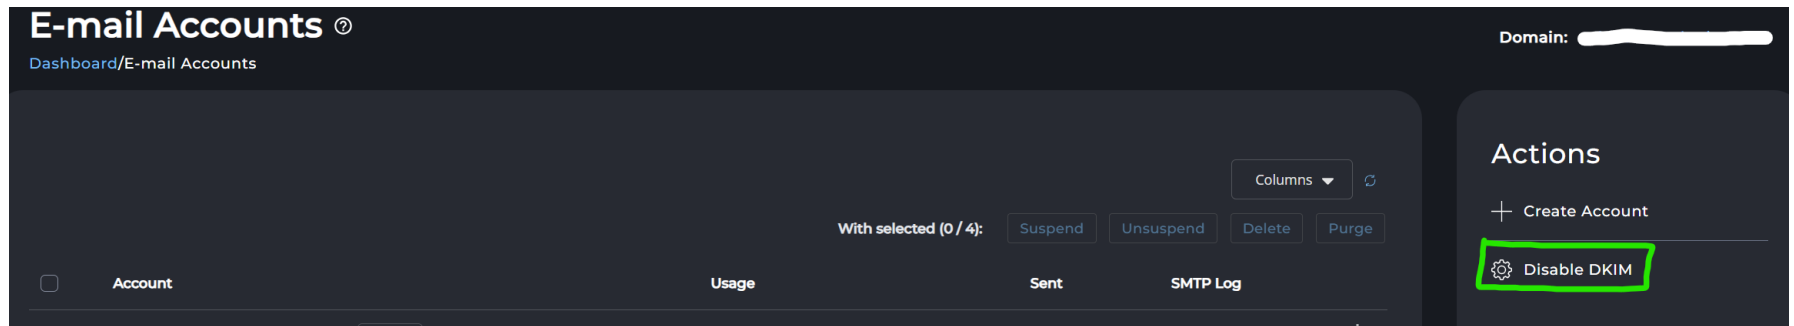 E-mail Accounts
Domain:
Dashboard/E-mail Accounts
Actions
Columns
Create Account
With selected (0 / 4):
Suspend
Unsuspend
Delete
Purge
Disable DKIM
Account
Usage
Sent
SMTP Log